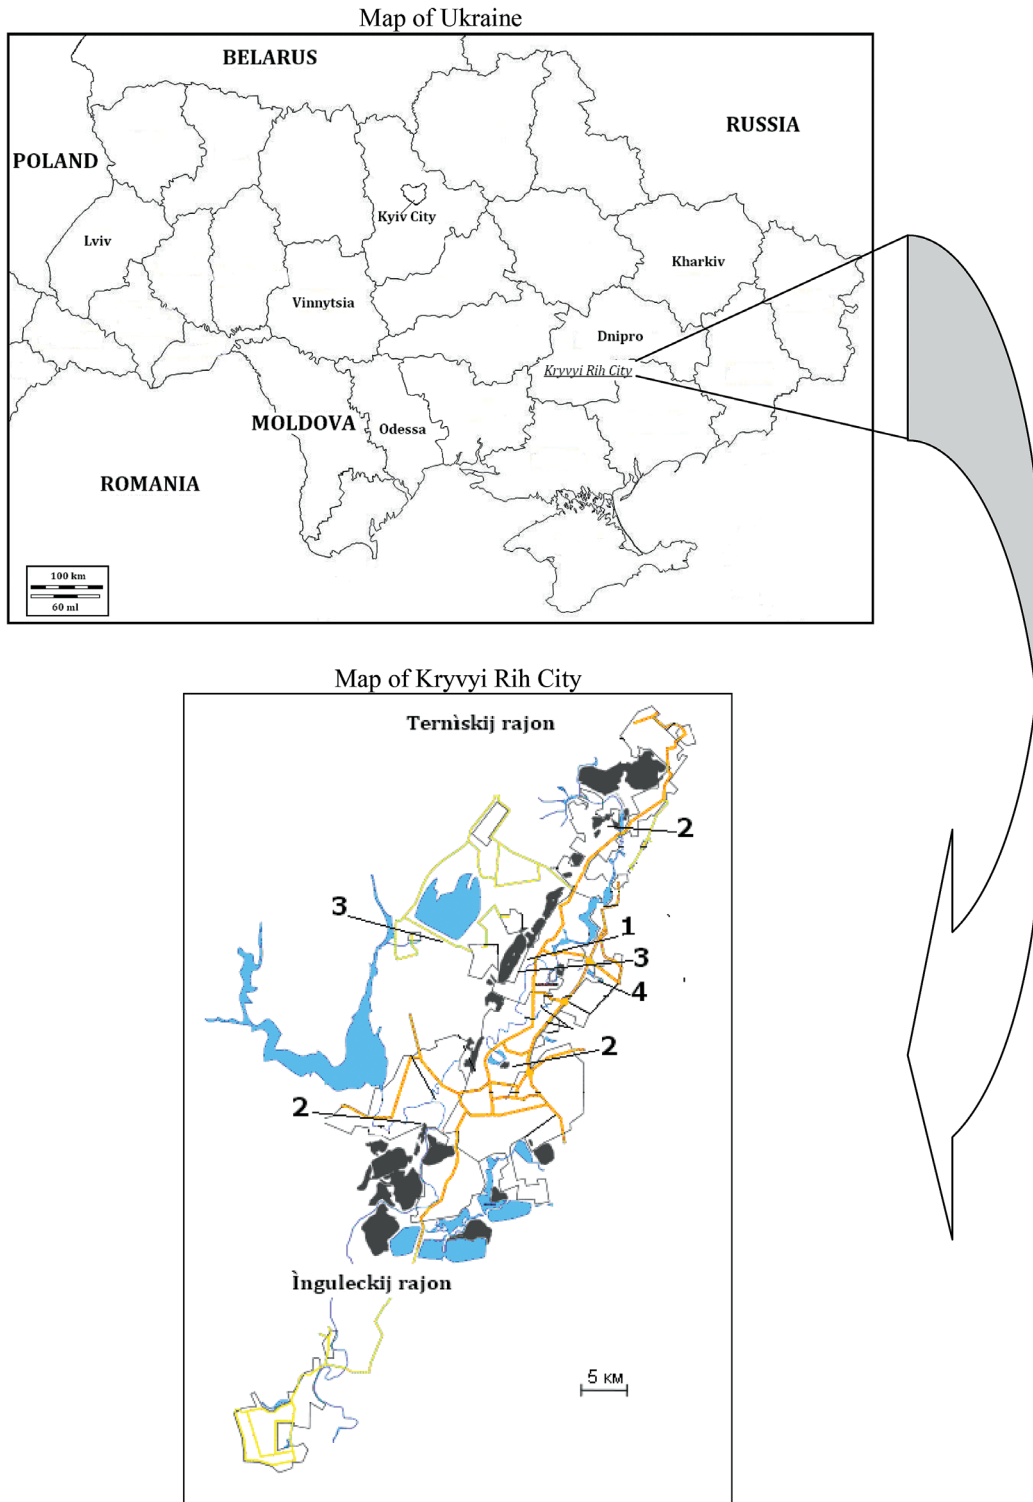 Map of Ukraine
BELARUS
RUSSIA
POLAND
Kyiv City
Lviv
Kharkiv
Vinnytsia
Dnipro
Kryvyi Rih City
MOLDOVA
Odessa
ROMANIA
100 km
60 ml
Map of Kryvyi Rih City
Ternìskij rajon
2
3
1
3
4
2
2
Ìnguleckij rajon
5 км